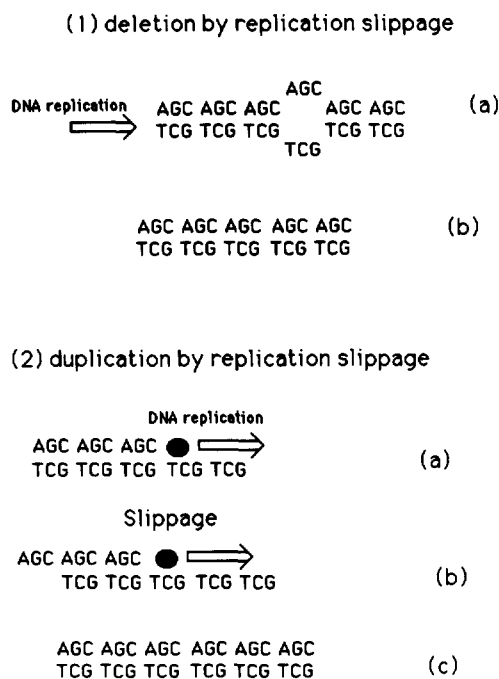 (1) deletion by replication slippage
AGC
DNA replication AGC AGC AGC AGC AGC (a)
TCG TCG TCG TCG TCG
TCG
AGC AGC AGC AGC AGC (b)
TCG TCG TCG TCG TCG
(2) duplication by replication slippage
DNA replication
AGC AGC AGC
TCG TCG TCG TCG TCG (a)
Slippage
AGC AGC AGC
TCG TCG TCG TCG TCG (b)
AGC AGC AGC AGC AGC AGC
TCG TCG TCG TCG TCG TCG (c)